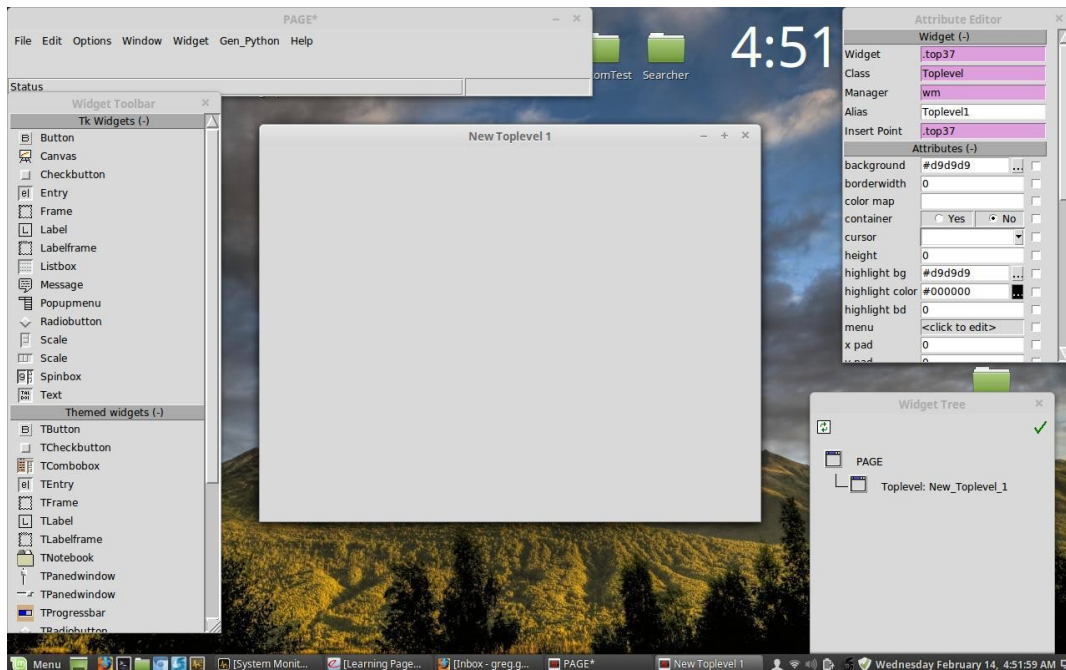 PAGE*
File Edit Options Window Widget Gen_Python Help
Status
Searcher
4:51
Widget Toolbar
Tk Widgets (-)
Button
Canvas
Checkbutton
Entry
Frame
Label
Labelframe
Listbox
Message
Popupmenu
Radiobutton
Scale
Scale
Spinbox
Text
Themed widgets (-)
TButton
TCheckbutton
TCombobox
TEntry
TFrame
TLabel
TLabelframe
TNotebook
TPanedwindow
TPanedwindow
TProgressbar
TRadiobutton
New Toplevel 1
Attribute Editor
Widget (-)
Widget .top37
Class Toplevel
Manager wm
Alias Toplevel1
Insert Point .top37
Attributes (-)
background #d9d9d9 ...
borderwidth 0
color map
container Yes No
cursor
height 0
highlight bg #d9d9d9 ...
highlight color #000000 ...
highlight bd 0
menu <click to edit>
x pad 0
y pad 0
Widget Tree
PAGE
Toplevel: New_Toplevel_1
Menu [System Monit... [Learning Page... [Inbox - greg.g... PAGE* New Toplevel 1 Wednesday February 14, 4:51:59 AM